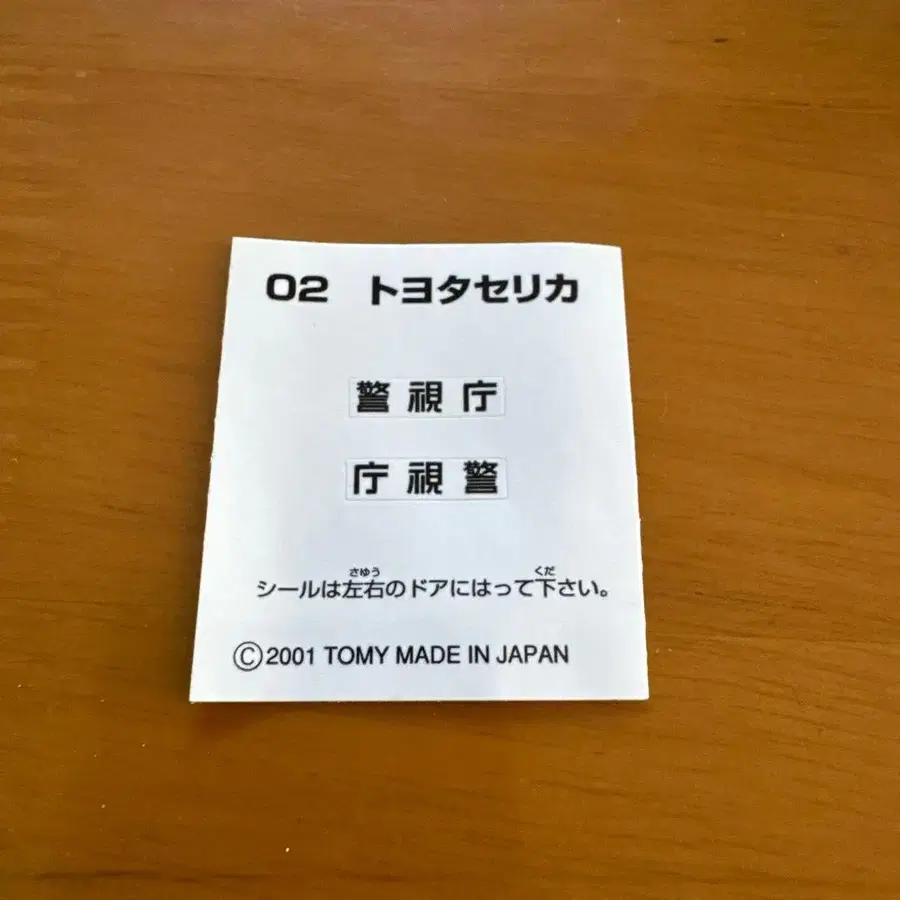 02 トヨタセリカ
警視庁
庁視警
さゆう くだ
シールは左右のドアにはって下さい。
Ⓒ2001 TOMY MADE IN JAPAN